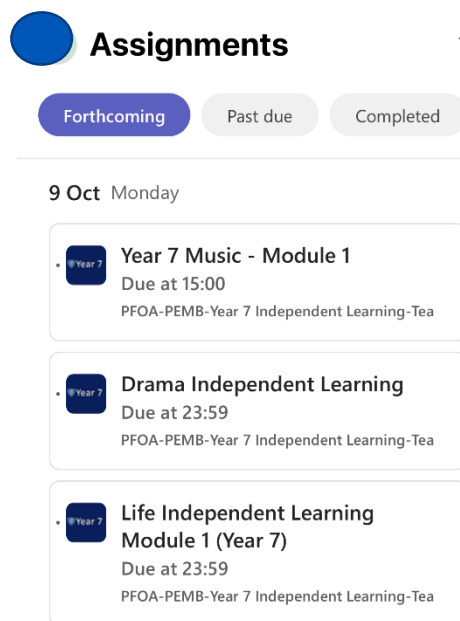 Assignments
Forthcoming Past due Completed
9 Oct Monday
Year 7 Year 7 Music - Module 1
Due at 15:00
PFOA-PEMB-Year 7 Independent Learning-Tea
Year 7 Drama Independent Learning
Due at 23:59
PFOA-PEMB-Year 7 Independent Learning-Tea
Year 7 Life Independent Learning
Module 1 (Year 7)
Due at 23:59
PFOA-PEMB-Year 7 Independent Learning-Tea